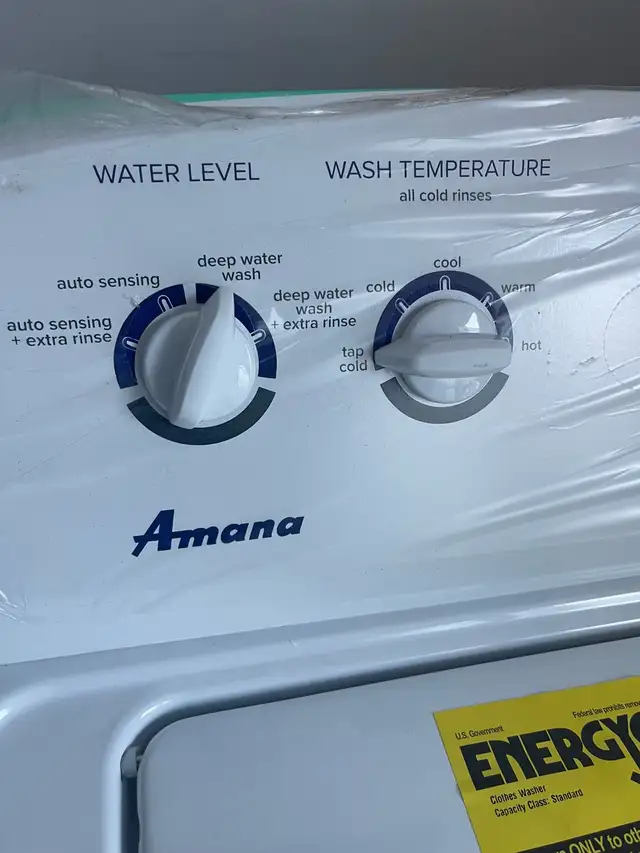 WATER LEVEL
WASH TEMPERATURE
all cold rinses
auto sensing
deep water
wash
auto sensing
+ extra rinse
deep water
wash
+ extra rinse
cool
cold
warm
tap
cold
hot
Amana
U.S. Government
Federal law prohibits
ENERGY
Clothes Washer
Capacity Class: Standard
ONLY to